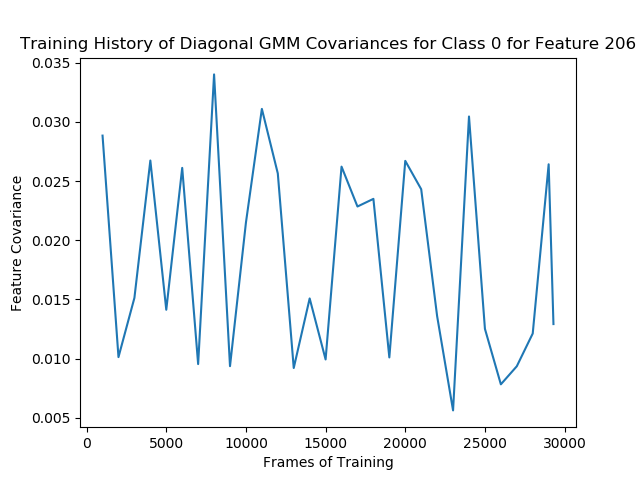 Training History of Diagonal GMM Covariances for Class 0 for Feature 206
0.035
0.030
0.025
0.020
0.015
0.010
0.005
Feature Covariance
0 5000 10000 15000 20000 25000 30000
Frames of Training